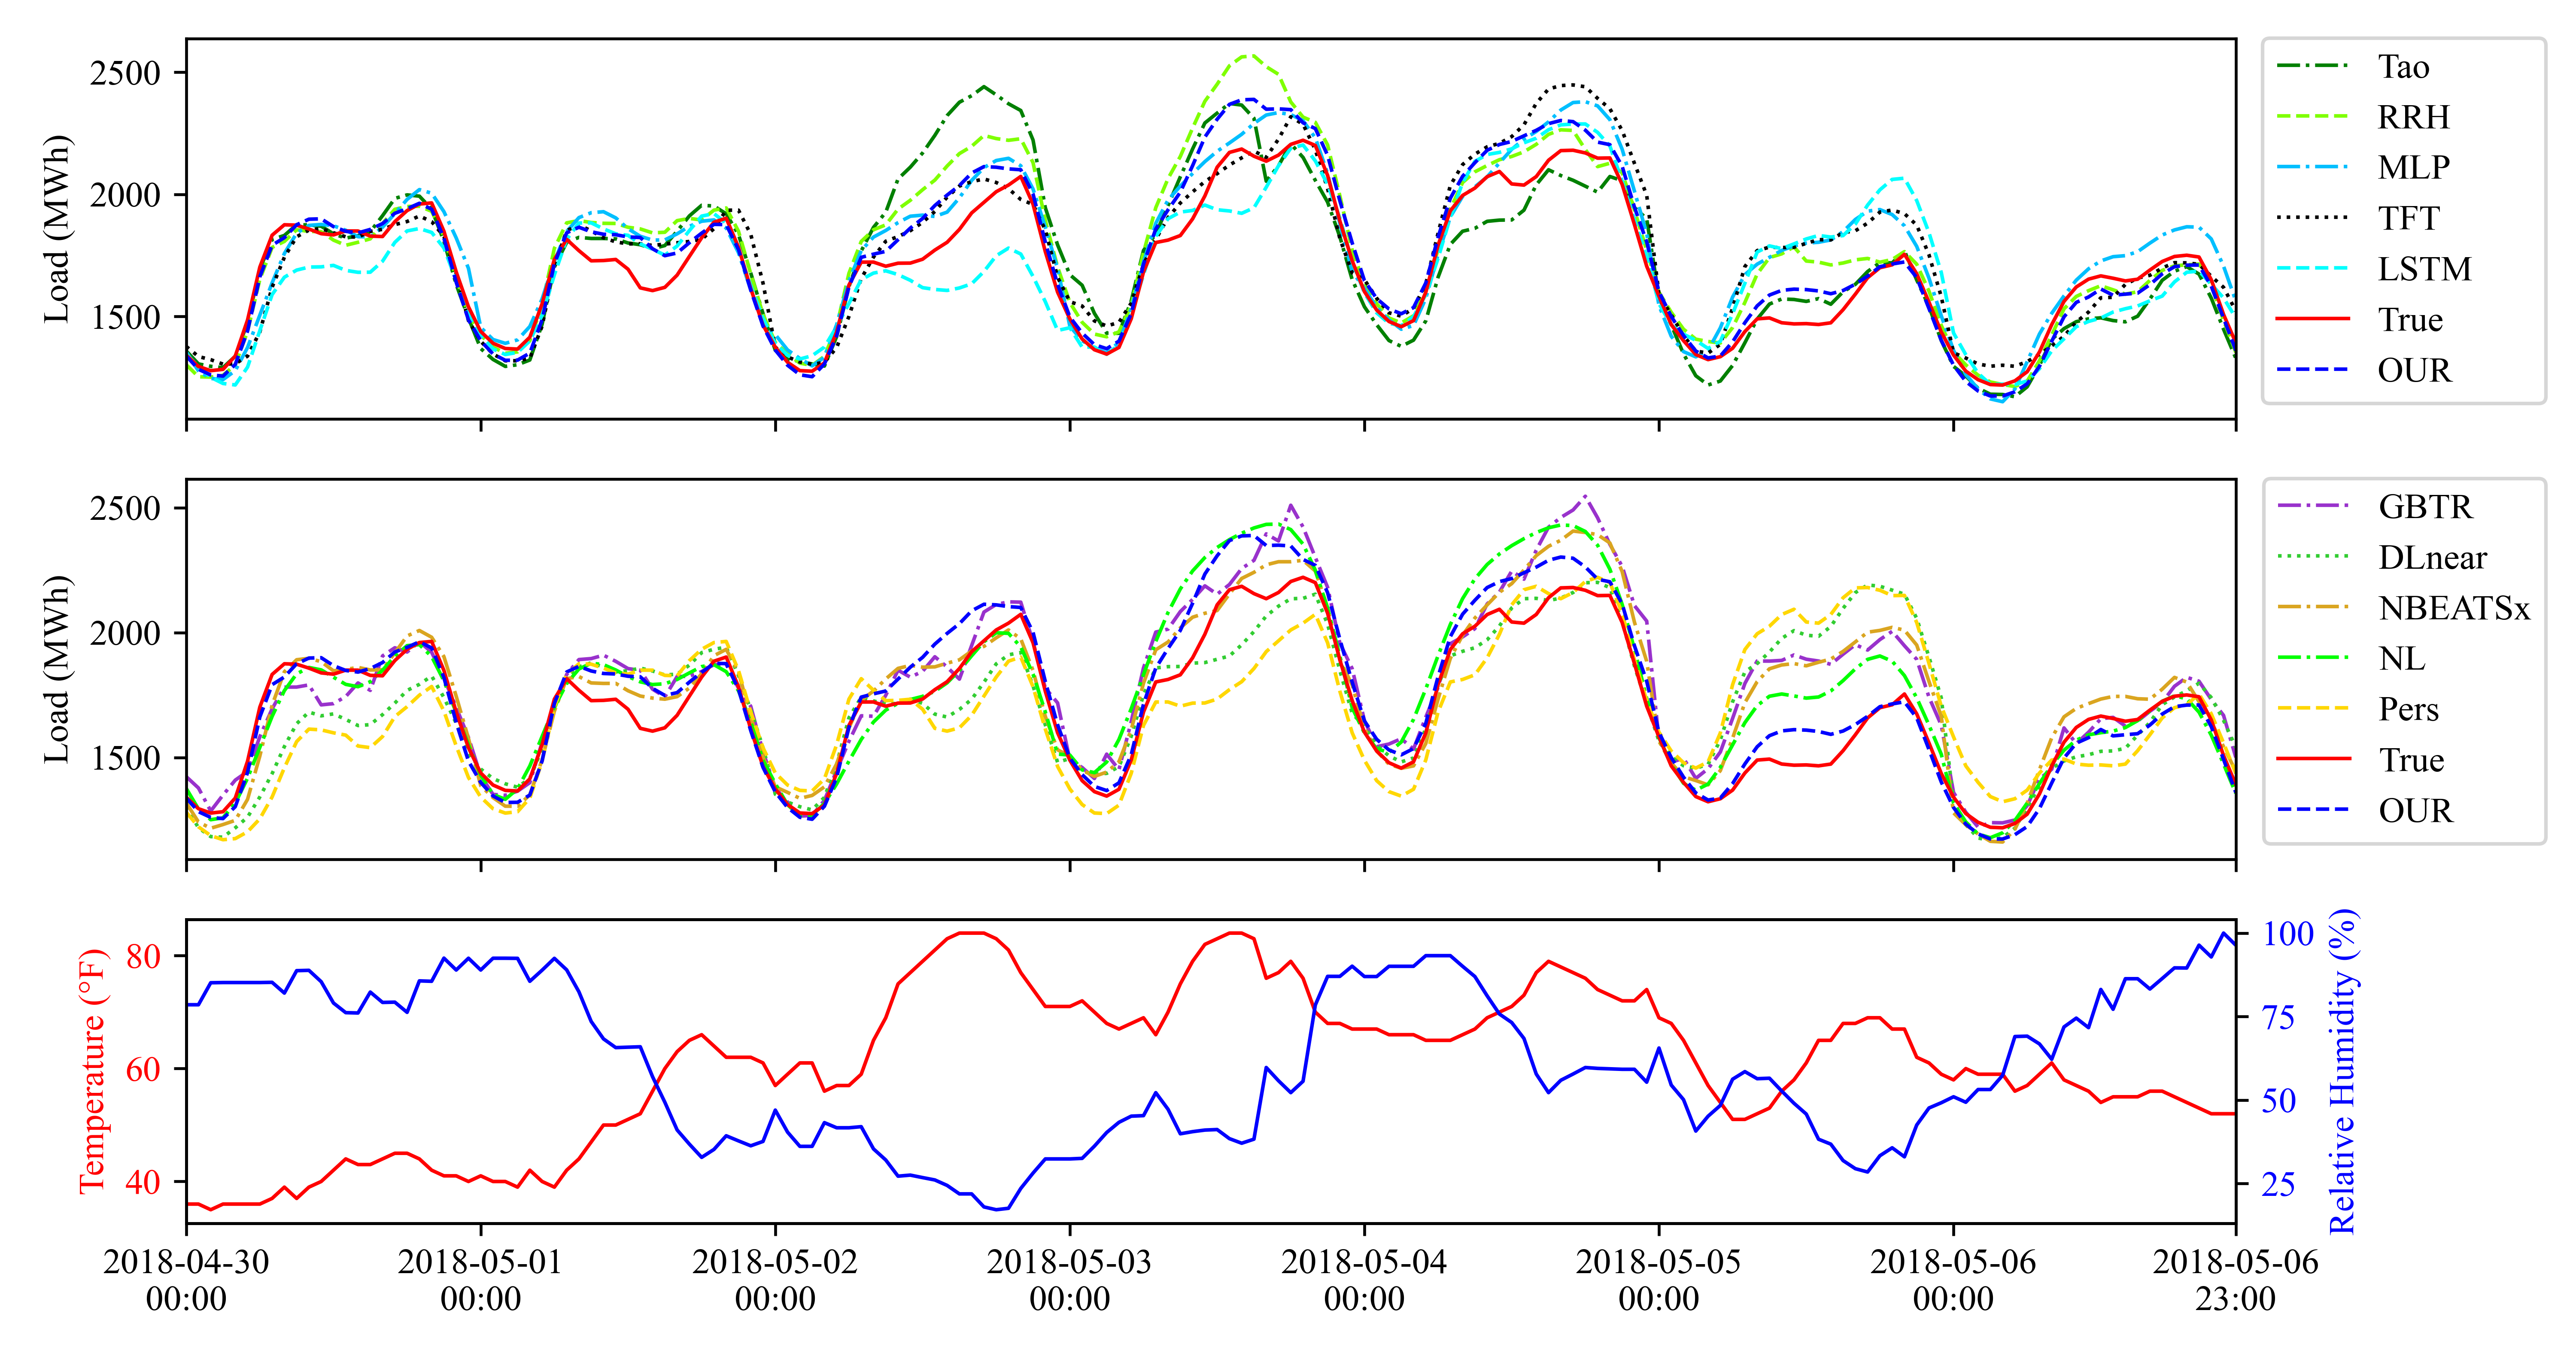 Load (MWh)
2500
2000
1500
Tao
RRH
MLP
TFT
LSTM
True
OUR
Load (MWh)
2500
2000
1500
GBTR
DLnear
NBEATSx
NL
Pers
True
OUR
Temperature (°F)
80
60
40
100
75
50
25
Relative Humidity (%)
2018-04-30
00:00
2018-05-01
00:00
2018-05-02
00:00
2018-05-03
00:00
2018-05-04
00:00
2018-05-05
00:00
2018-05-06
00:00
2018-05-06
23:00